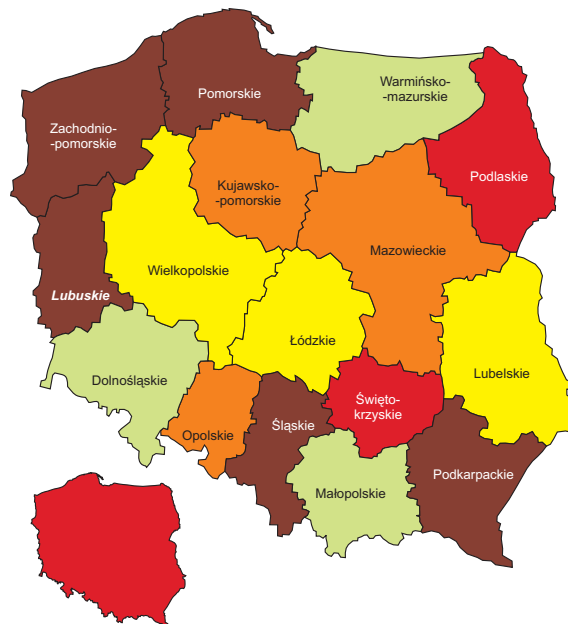 Pomorskie
Warmińsko-
-mazurskie
Zachodnio-
-pomorskie
Podlaskie
Kujawsko-
-pomorskie
Mazowieckie
Wielkopolskie
Lubuskie
Łódzkie
Lubelskie
Dolnośląskie
Święto-
krzyskie
Opolskie
Śląskie
Podkarpackie
Małopolskie